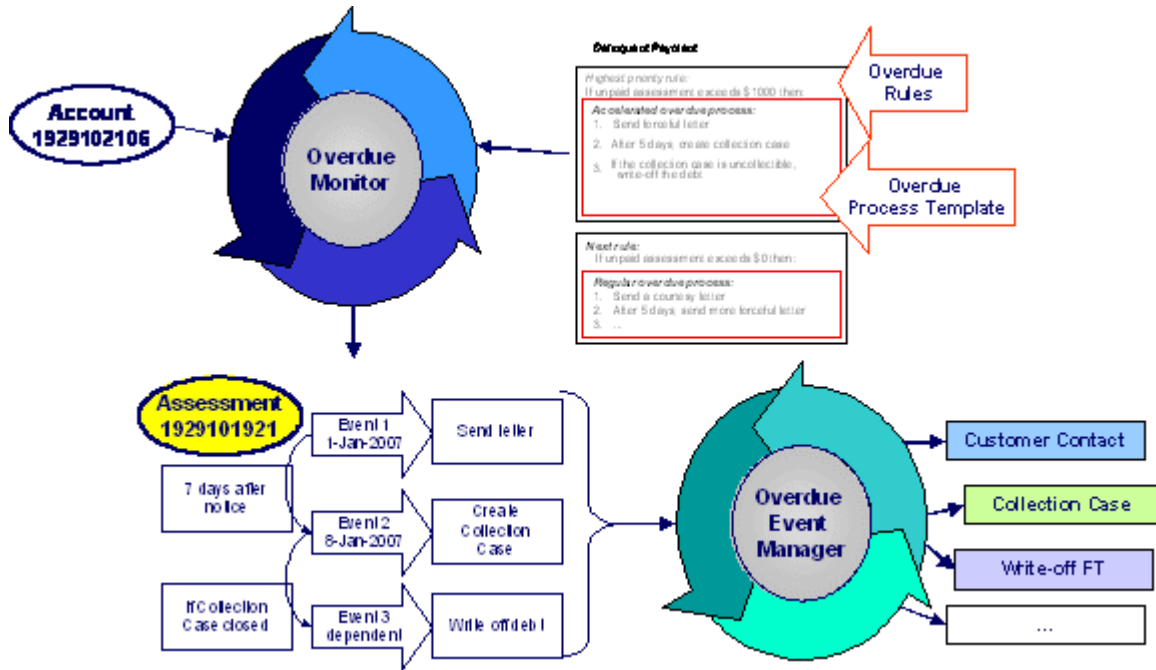 Account
1929102106
Overdue
Monitor
Highest priority rule:
If unpaid assessment exceeds $1000 then:
Accelerated overdue process:
1. Send forceful letter
2. After 5 days, create collection case
3. If the collection case is uncollectible,
write-off the debt
Overdue
Rules
Overdue
Process Template
Next rule:
If unpaid assessment exceeds $0 then:
Regular overdue process:
1. Send a courtesy letter
2. After 5 days, send more forceful letter
3. ...
Assessment
1929101921
7 days after
notice
If Collection
Case closed
Event 1
1-Jan-2007
Event 2
8-Jan-2007
Event 3
dependent
Send letter
Create
Collection
Case
Write off debt
Overdue
Event
Manager
Customer Contact
Collection Case
Write-off FT
...